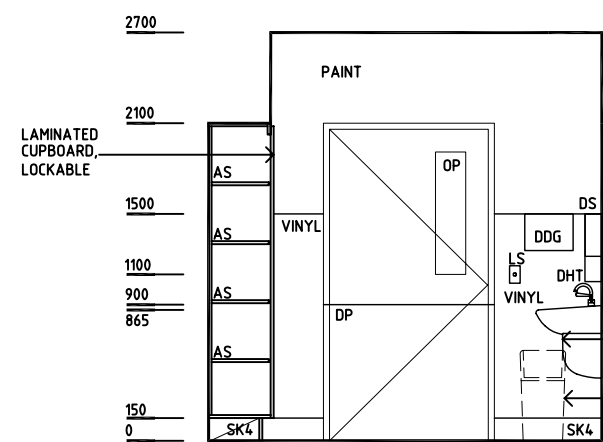 2700
PAINT
2100
LAMINATED
CUPBOARD,
LOCKABLE
AS
OP
1500
DS
AS
VINYL
DDG
LS
1100
DHT
900
AS
VINYL
865
DP
AS
150
0
SK4
SK4